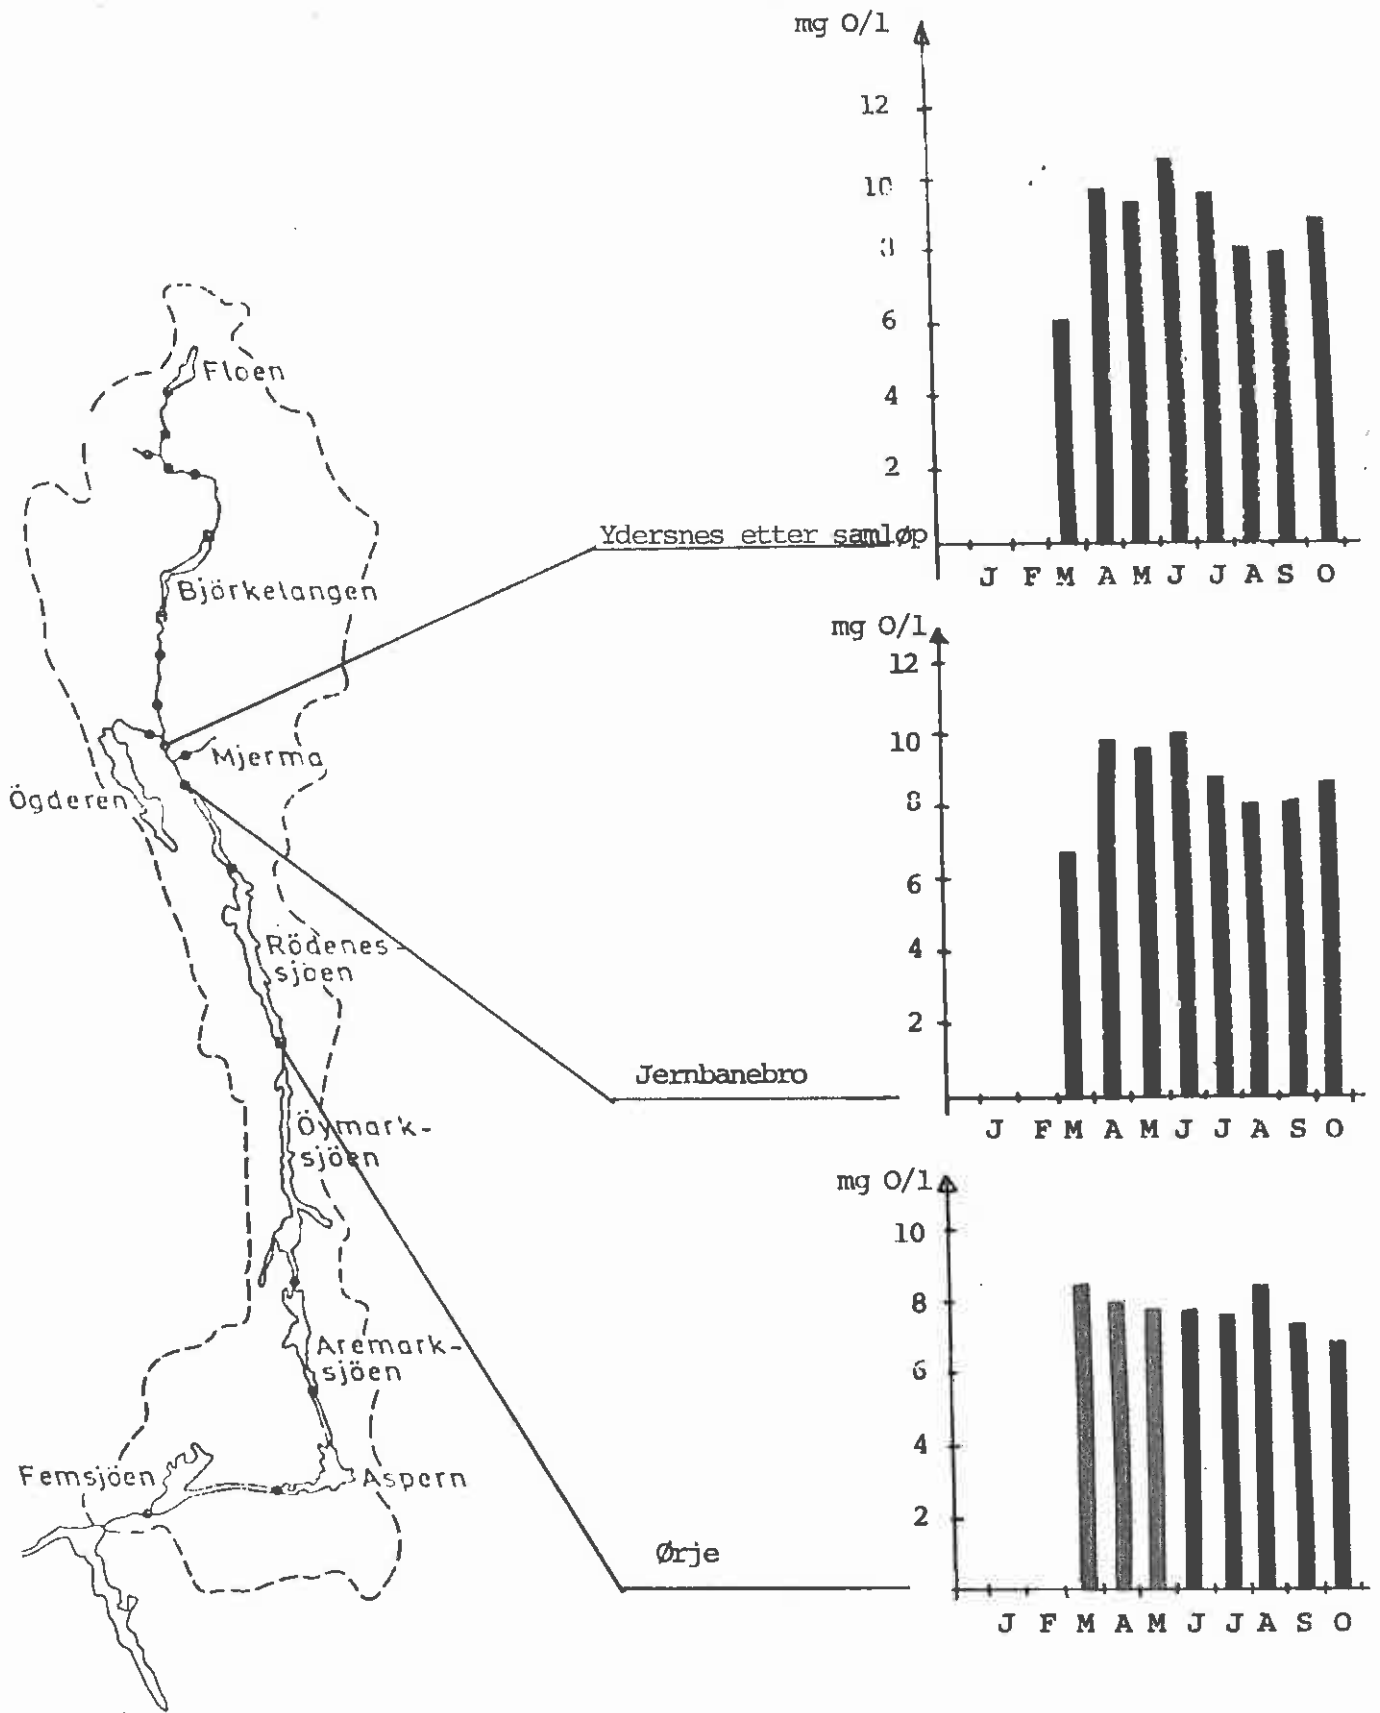 mg O/l
12
10
8
6
4
2
J F M A M J J A S O
Ydersnes etter samløp
mg O/l
12
10
8
6
4
2
J F M A M J J A S O
Jernbanebro
mg O/l
10
8
6
4
2
J F M A M J J A S O
Ørje
Floen
Björkelangen
Mjerma
Ögderen
Rödenes-
sjöen
Öymark-
sjöen
Aremark-
sjöen
Femsjöen
Aspern